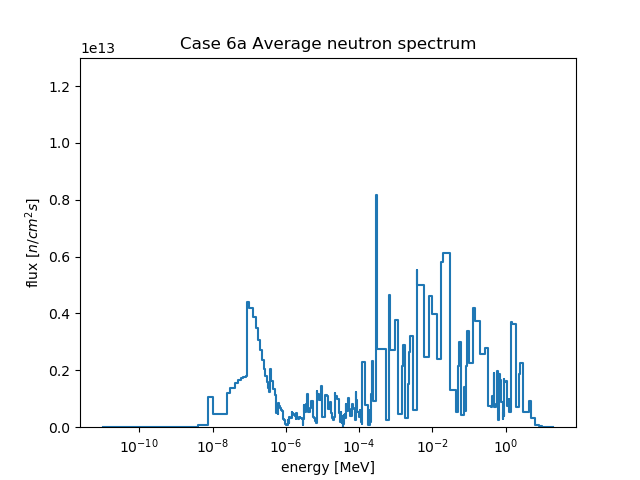 Case 6a Average neutron spectrum
1e13
1.2
1.0
0.8
0.6
0.4
0.2
0.0
flux [n/cm²s]
10⁻¹⁰ 10⁻⁸ 10⁻⁶ 10⁻⁴ 10⁻² 10⁰
energy [MeV]